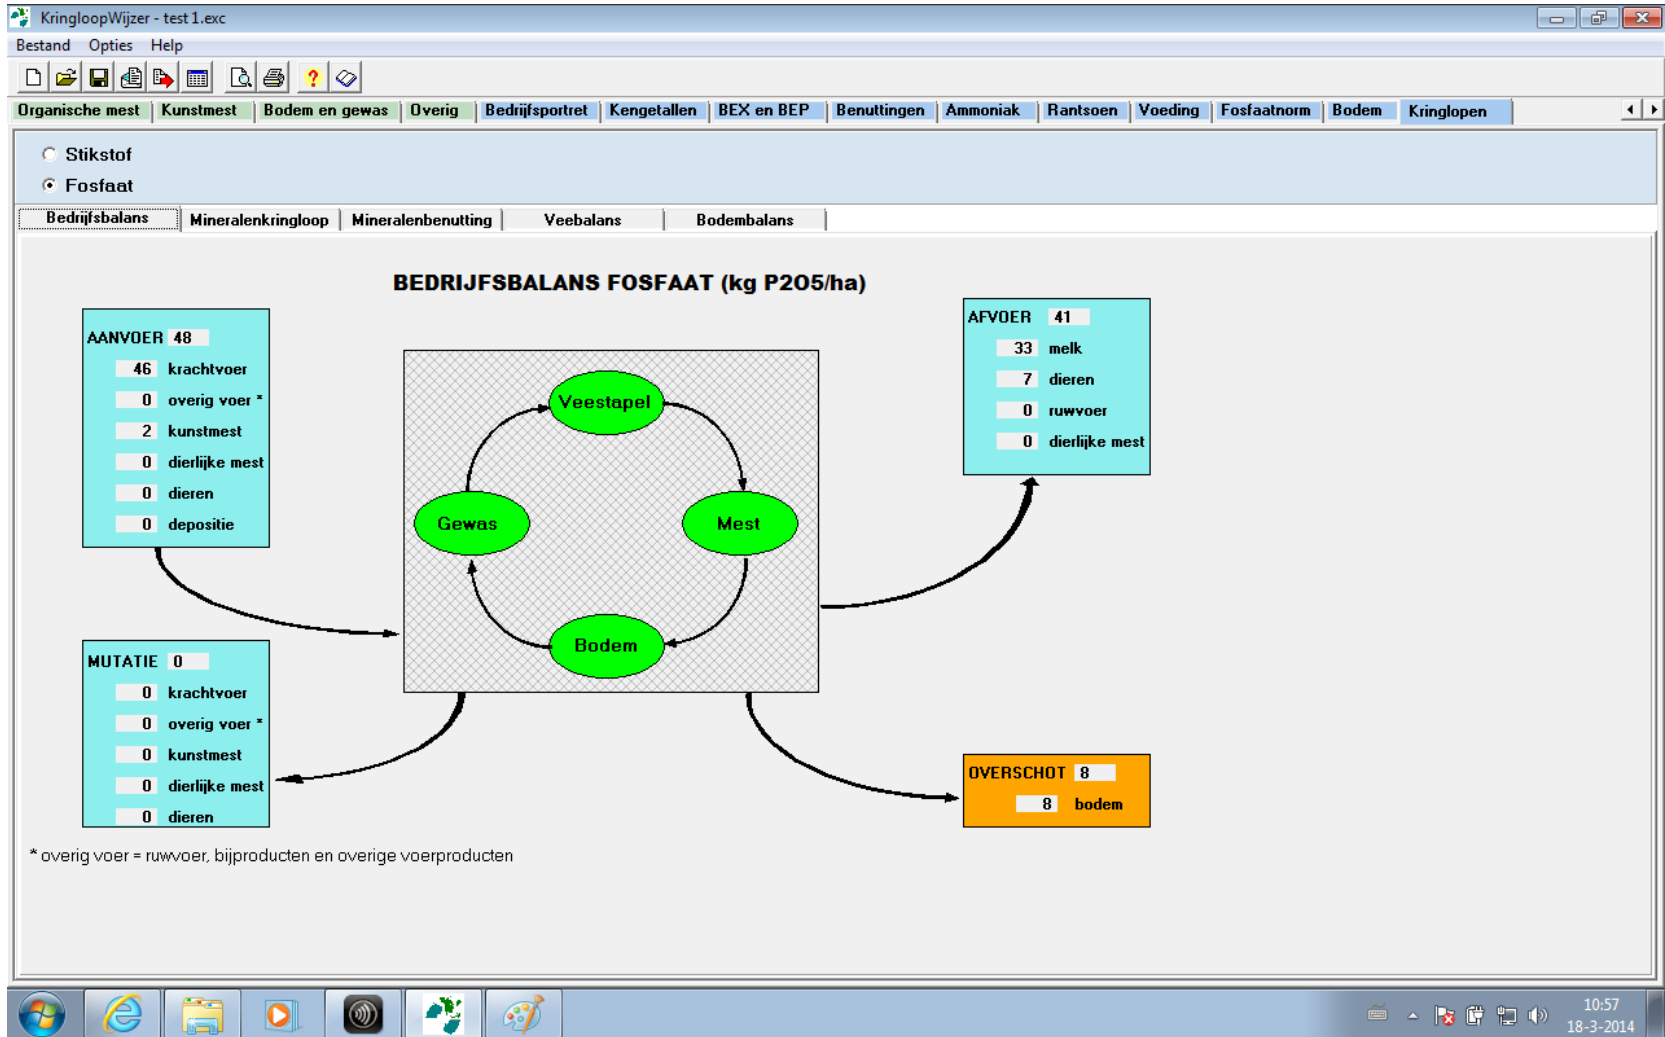 KringloopWijzer - test 1.exc
Bestand Opties Help
Organische mest Kunstmest Bodem en gewas Overig Bedrijfsportret Kengetallen BEX en BEP Benuttingen Ammoniak Rantsoen Voeding Fosfaatnorm Bodem Kringlopen
Stikstof
Fosfaat
Bedrijfsbalans Mineralenkringloop Mineralenbenutting Veebalans Bodembalans
BEDRIJFSBALANS FOSFAAT (kg P2O5/ha)
AANVOER 48
46 krachtvoer
0 overig voer *
2 kunstmest
0 dierlijke mest
0 dieren
0 depositie
Veestapel
Gewas
Mest
Bodem
AFVOER 41
33 melk
7 dieren
0 ruwvoer
0 dierlijke mest
MUTATIE 0
0 krachtvoer
0 overig voer *
0 kunstmest
0 dierlijke mest
0 dieren
OVERSCHOT 8
8 bodem
* overig voer = ruwvoer, bijproducten en overige voerproducten
10:57
18-3-2014